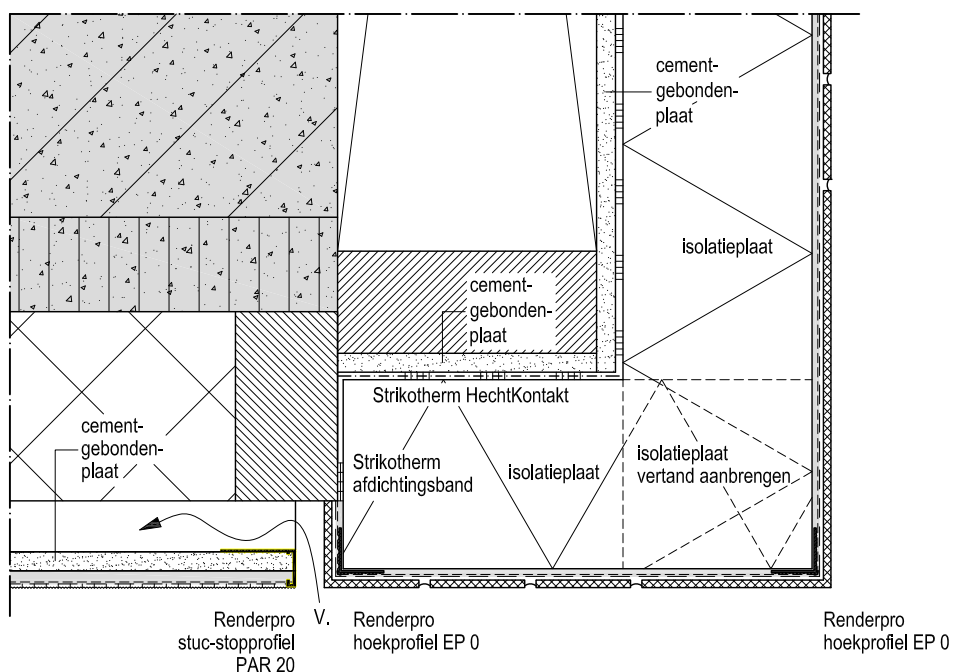 cement-
gebonden-
plaat
isolatieplaat
cement-
gebonden-
plaat
Strikotherm HechtKontakt
cement-
gebonden-
plaat
Strikotherm
afdichtingsband
isolatieplaat
isolatieplaat
vertand aanbrengen
V.
Renderpro
stuc-stopprofiel
PAR 20
Renderpro
hoekprofiel EP 0
Renderpro
hoekprofiel EP 0